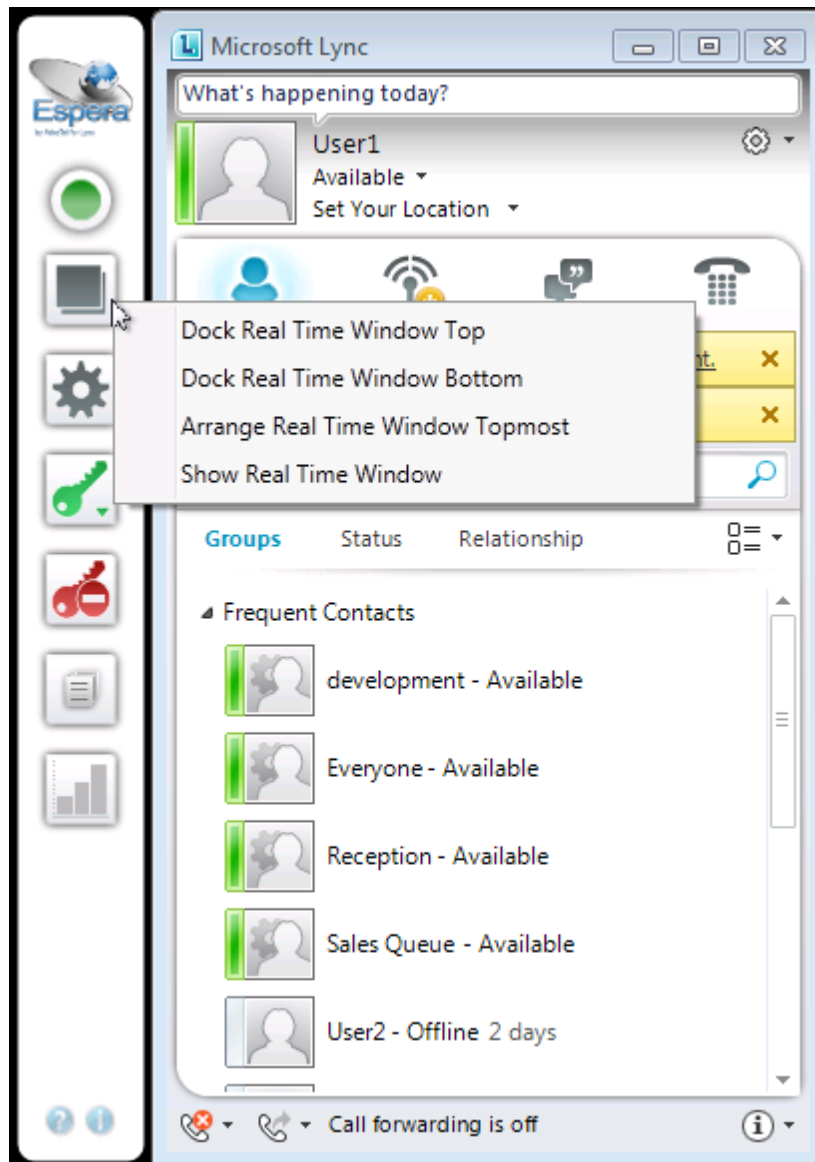 Espera
Microsoft Lync
What's happening today?
User1
Available
Set Your Location
Dock Real Time Window Top
Dock Real Time Window Bottom
Arrange Real Time Window Topmost
Show Real Time Window
Groups Status Relationship
Frequent Contacts
development - Available
Everyone - Available
Reception - Available
Sales Queue - Available
User2 - Offline 2 days
Call forwarding is off